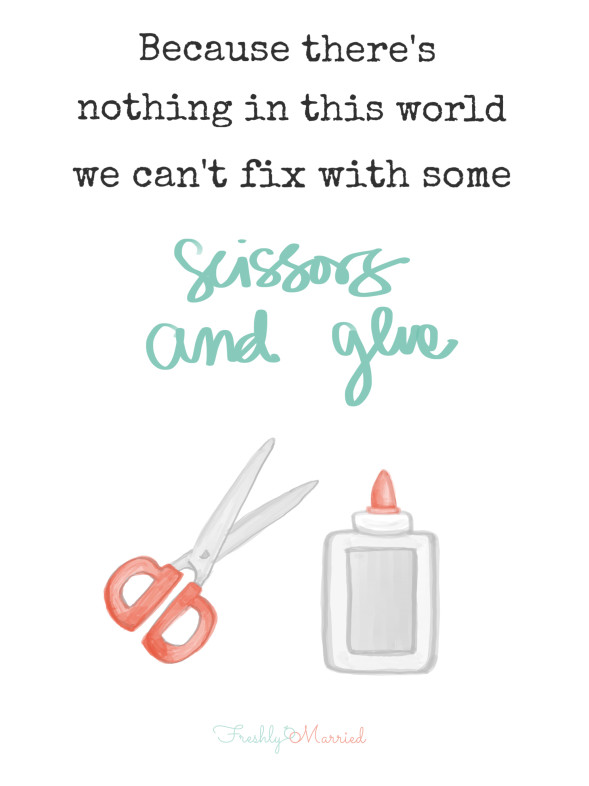 Because there's
nothing in this world
we can't fix with some
scissors
and glue
Freshly Married